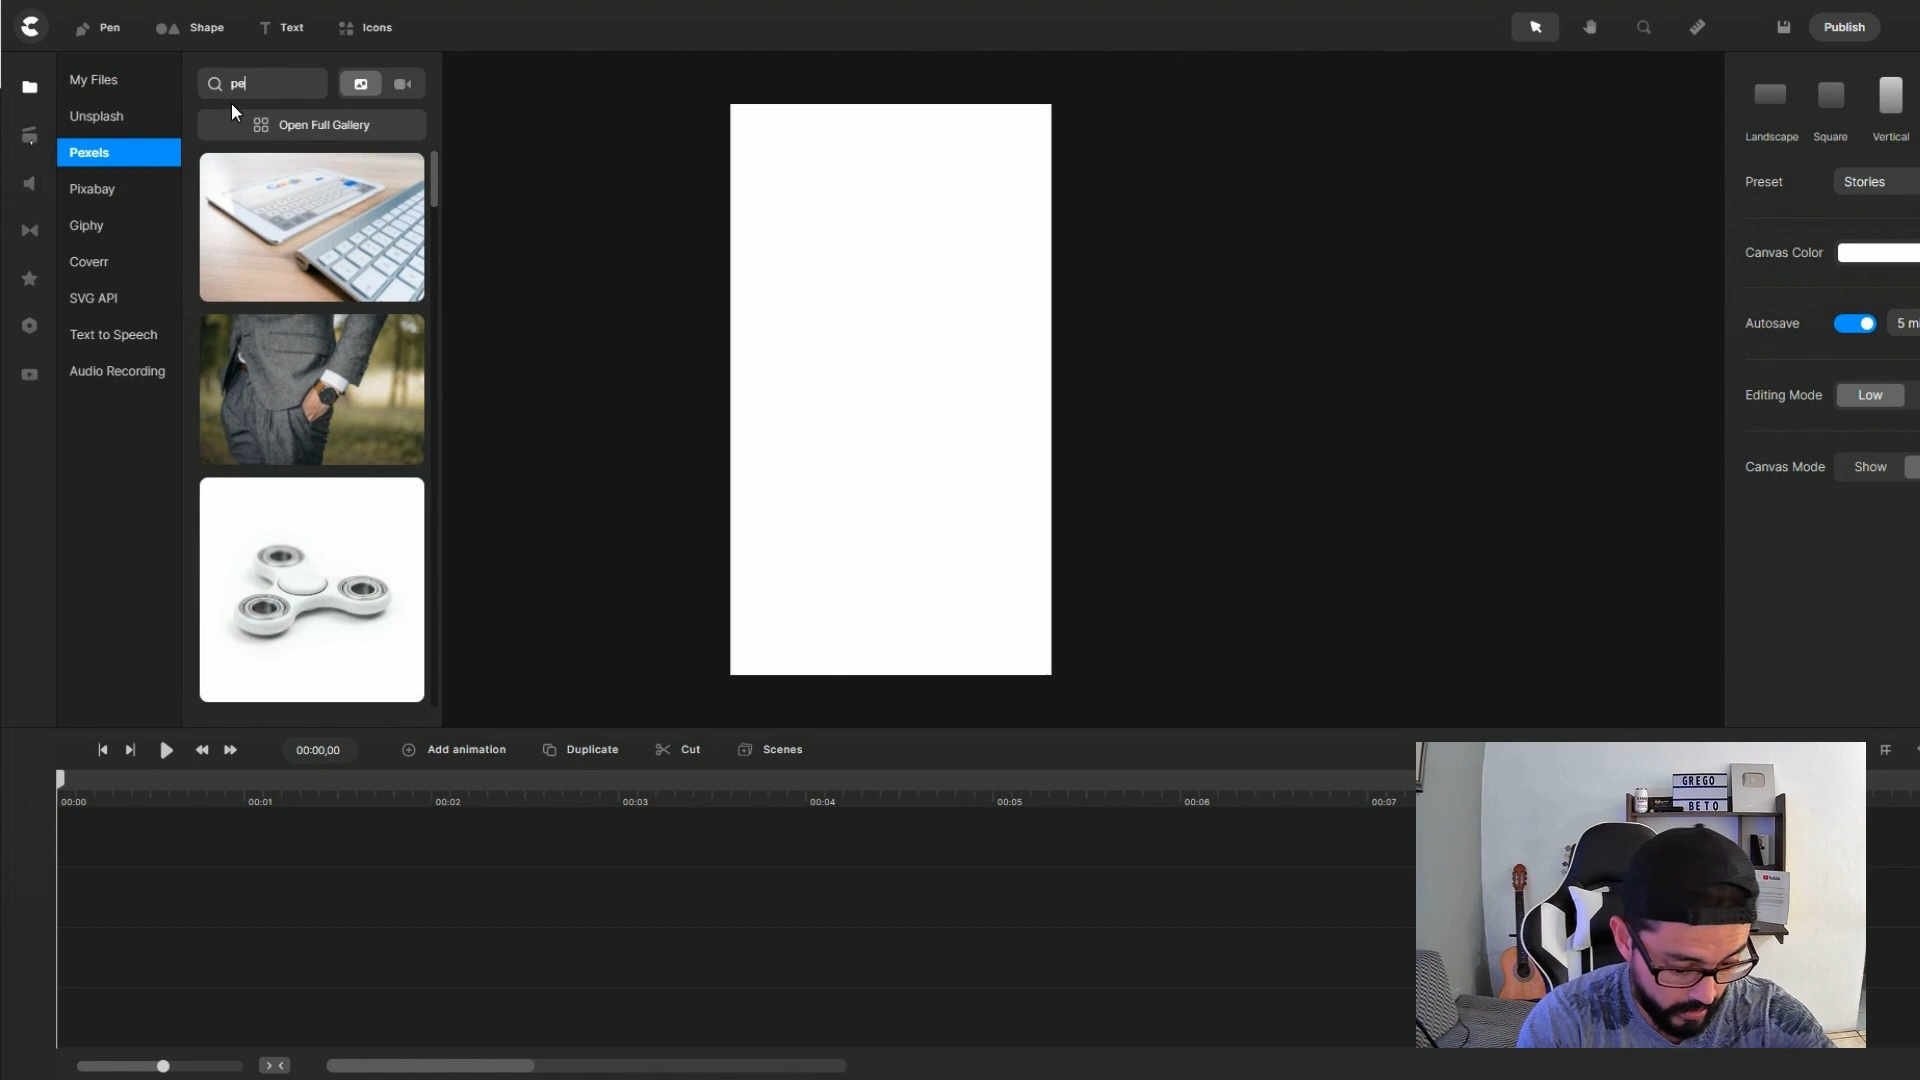 Pen
Shape
Text
Icons
Publish
My Files
Unsplash
Pexels
Pixabay
Giphy
Coverr
SVG API
Text to Speech
Audio Recording
pe
Open Full Gallery
Google
Landscape
Square
Vertical
Preset
Stories
Canvas Color
Autosave
5 mi
Editing Mode
Low
Canvas Mode
Show
00:00,00
Add animation
Duplicate
Cut
Scenes
00:00
00:01
00:02
00:03
00:04
00:05
00:06
00:07
GREGO
BETO
YouTube